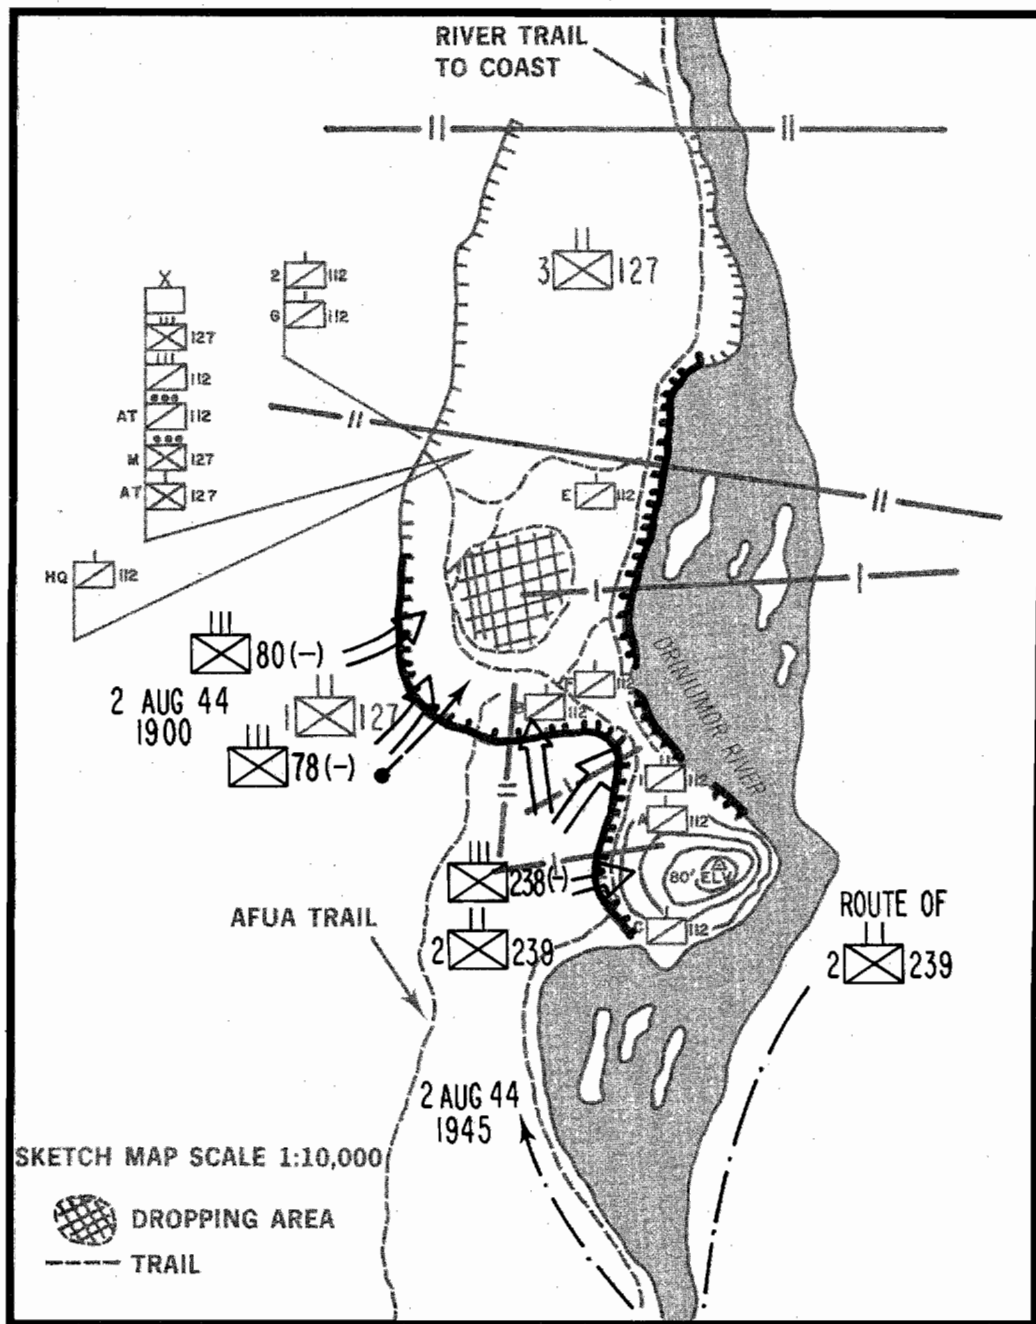 RIVER TRAIL
TO COAST
3 127
X
127
112
AT 112
M 127
AT 127
2 112
G 112
HQ 112
E 112
80(-)
2 AUG 44
1900
1 127
78(-)
F 112
B 112
DRINIUMOR RIVER
1 112
A 112
80' ELV
C 112
238(-)
2 239
AFUA TRAIL
ROUTE OF
2 239
2 AUG 44
1945
SKETCH MAP SCALE 1:10,000
DROPPING AREA
TRAIL